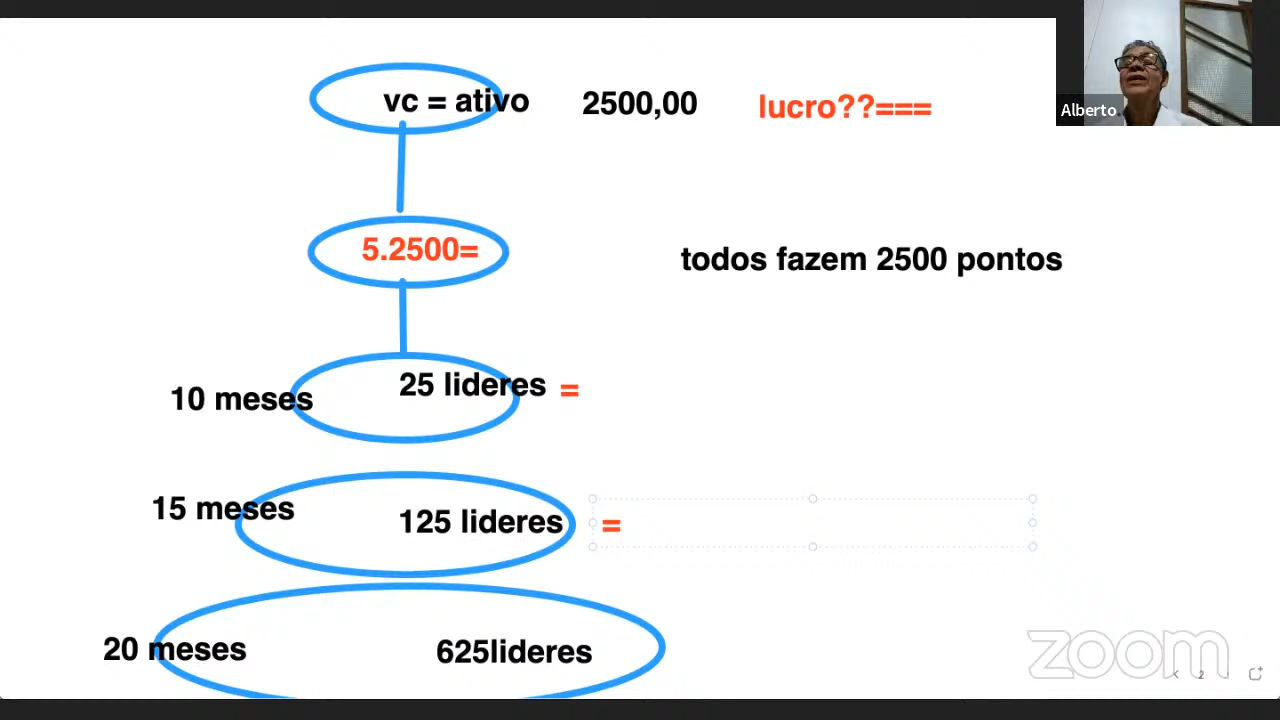 vc = ativo
2500,00
lucro??===
Alberto
5.2500=
todos fazem 2500 pontos
10 meses
25 lideres
=
15 meses
125 lideres
=
20 meses
625lideres
zoom
2